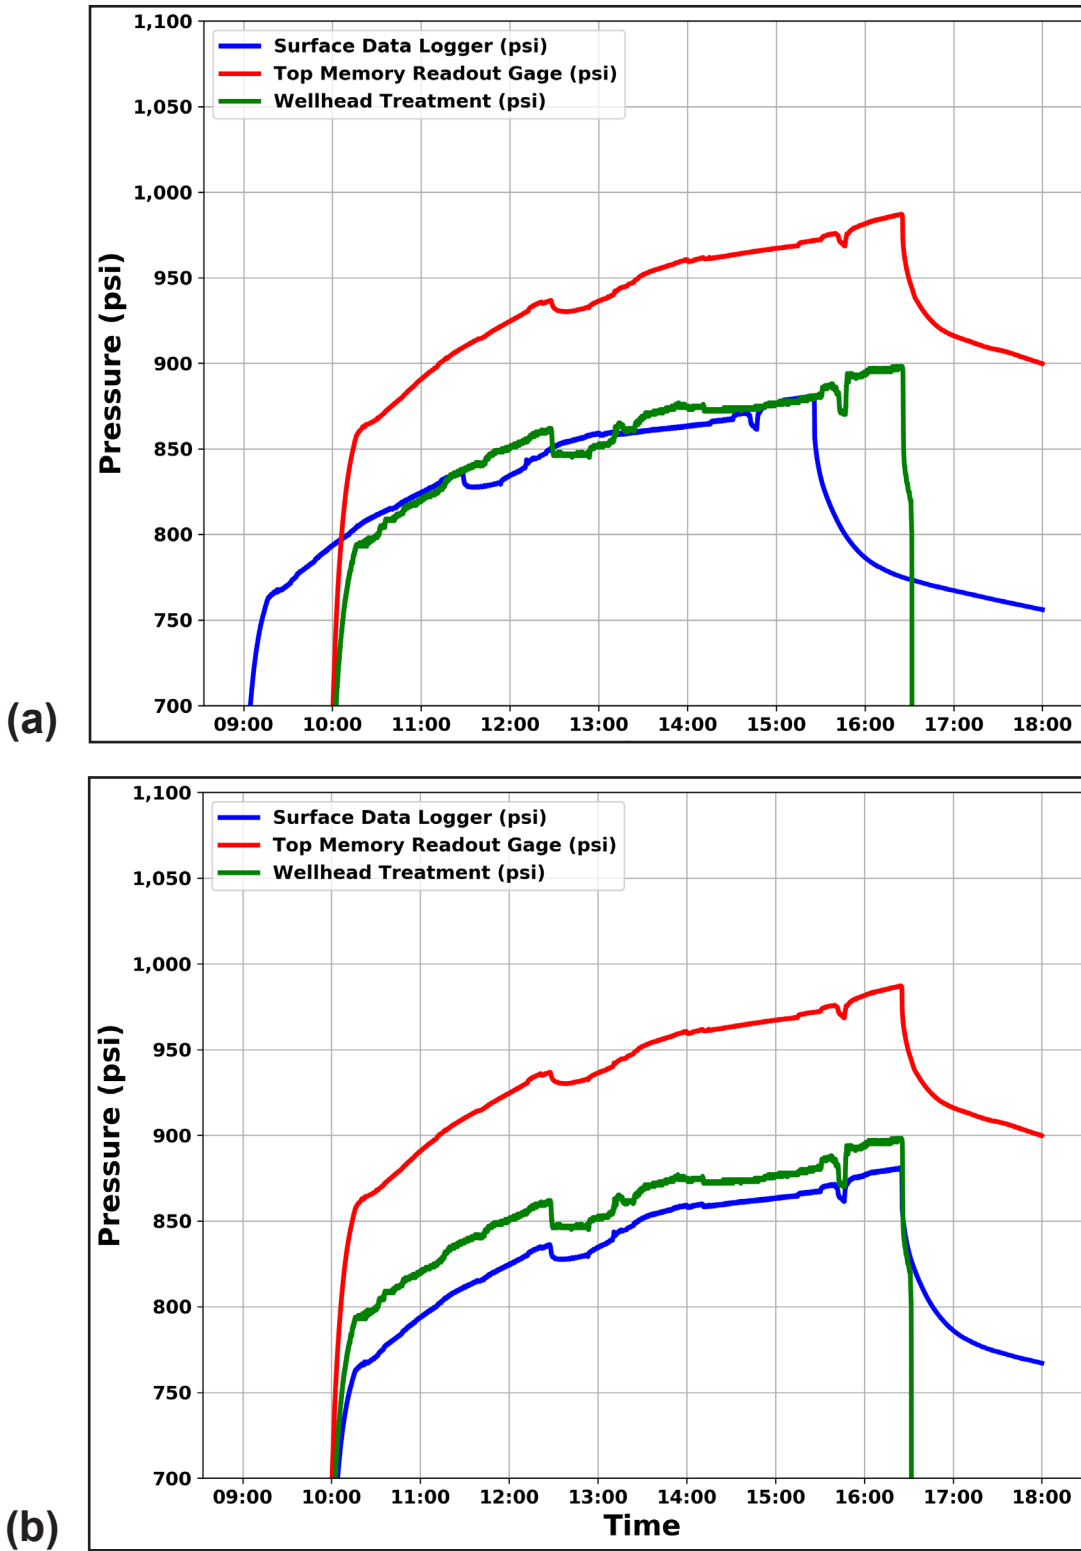 1,100
Surface Data Logger (psi)
Top Memory Readout Gage (psi)
Wellhead Treatment (psi)
1,050
1,000
950
900
850
800
750
700
Pressure (psi)
09:00 10:00 11:00 12:00 13:00 14:00 15:00 16:00 17:00 18:00
(a)
1,100
Surface Data Logger (psi)
Top Memory Readout Gage (psi)
Wellhead Treatment (psi)
1,050
1,000
950
900
850
800
750
700
Pressure (psi)
09:00 10:00 11:00 12:00 13:00 14:00 15:00 16:00 17:00 18:00
Time
(b)